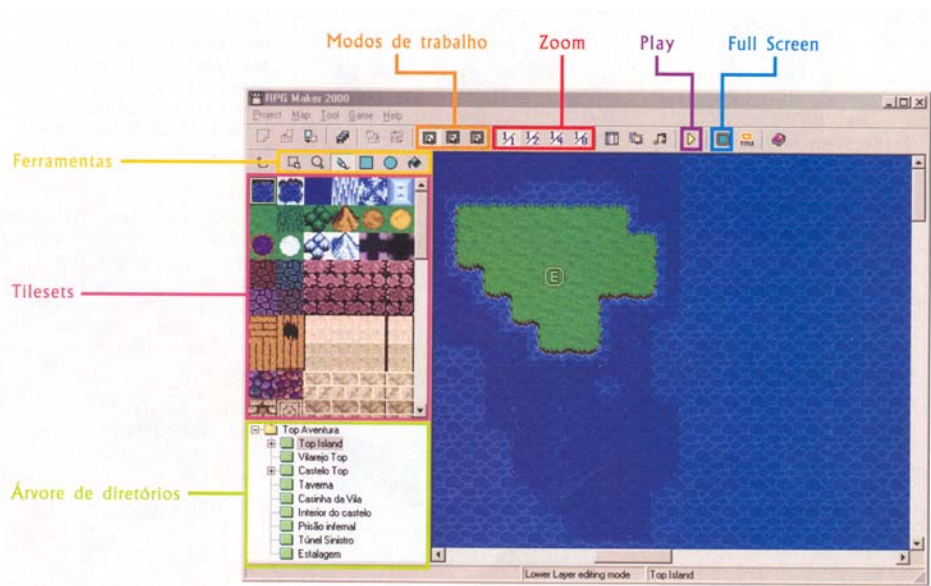 Modos de trabalho Zoom Play Full Screen
RPG Maker 2000
Project Map Tool Game Help
1/1 1/2 1/4 1/8
Ferramentas
Tilesets
E
Árvore de diretórios
Top Aventura
Top Island
Vilarejo Top
Castelo Top
Taverna
Casinha da Vila
Interior do castelo
Prisão infernal
Túnel Sinistro
Estalagem
Lower Layer editing mode Top Island